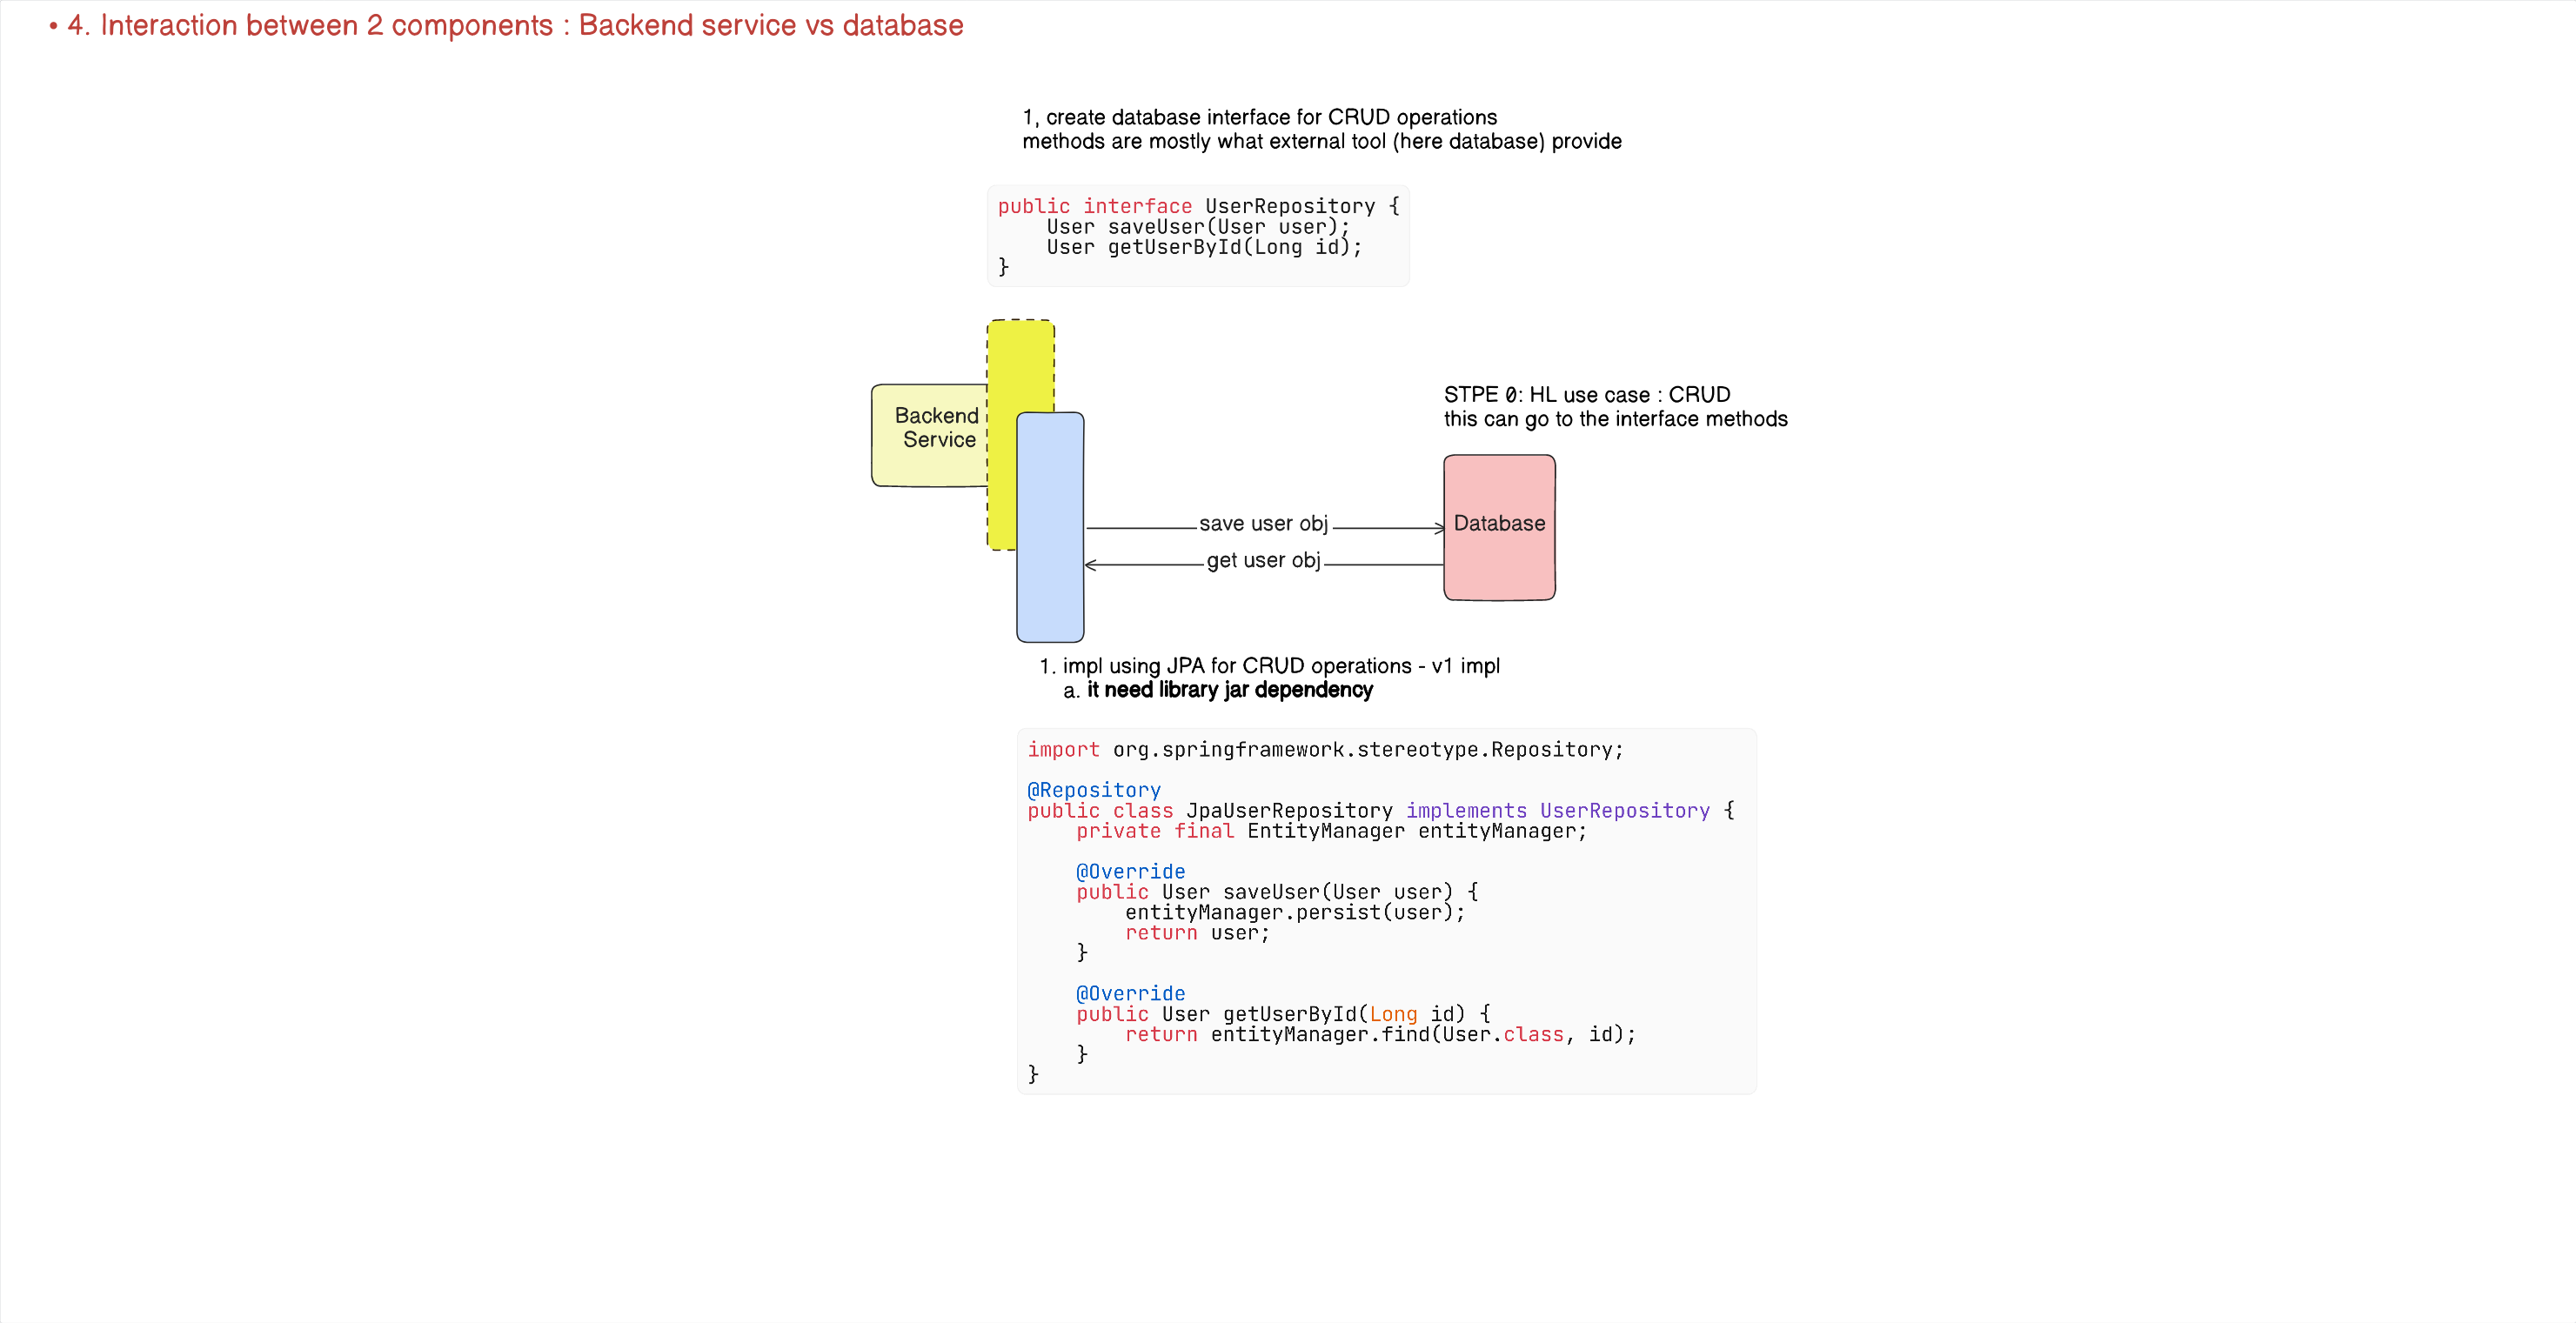 • 4. Interaction between 2 components : Backend service vs database
1, create database interface for CRUD operations
methods are mostly what external tool (here database) provide
public interface UserRepository {
    User saveUser(User user);
    User getUserById(Long id);
}
Backend
Service
STPE 0: HL use case : CRUD
this can go to the interface methods
save user obj
Database
get user obj
1. impl using JPA for CRUD operations - v1 impl
a. it need library jar dependency
import org.springframework.stereotype.Repository;
@Repository
public class JpaUserRepository implements UserRepository {
    private final EntityManager entityManager;
    @Override
    public User saveUser(User user) {
        entityManager.persist(user);
        return user;
    }
    @Override
    public User getUserById(Long id) {
        return entityManager.find(User.class, id);
    }
}